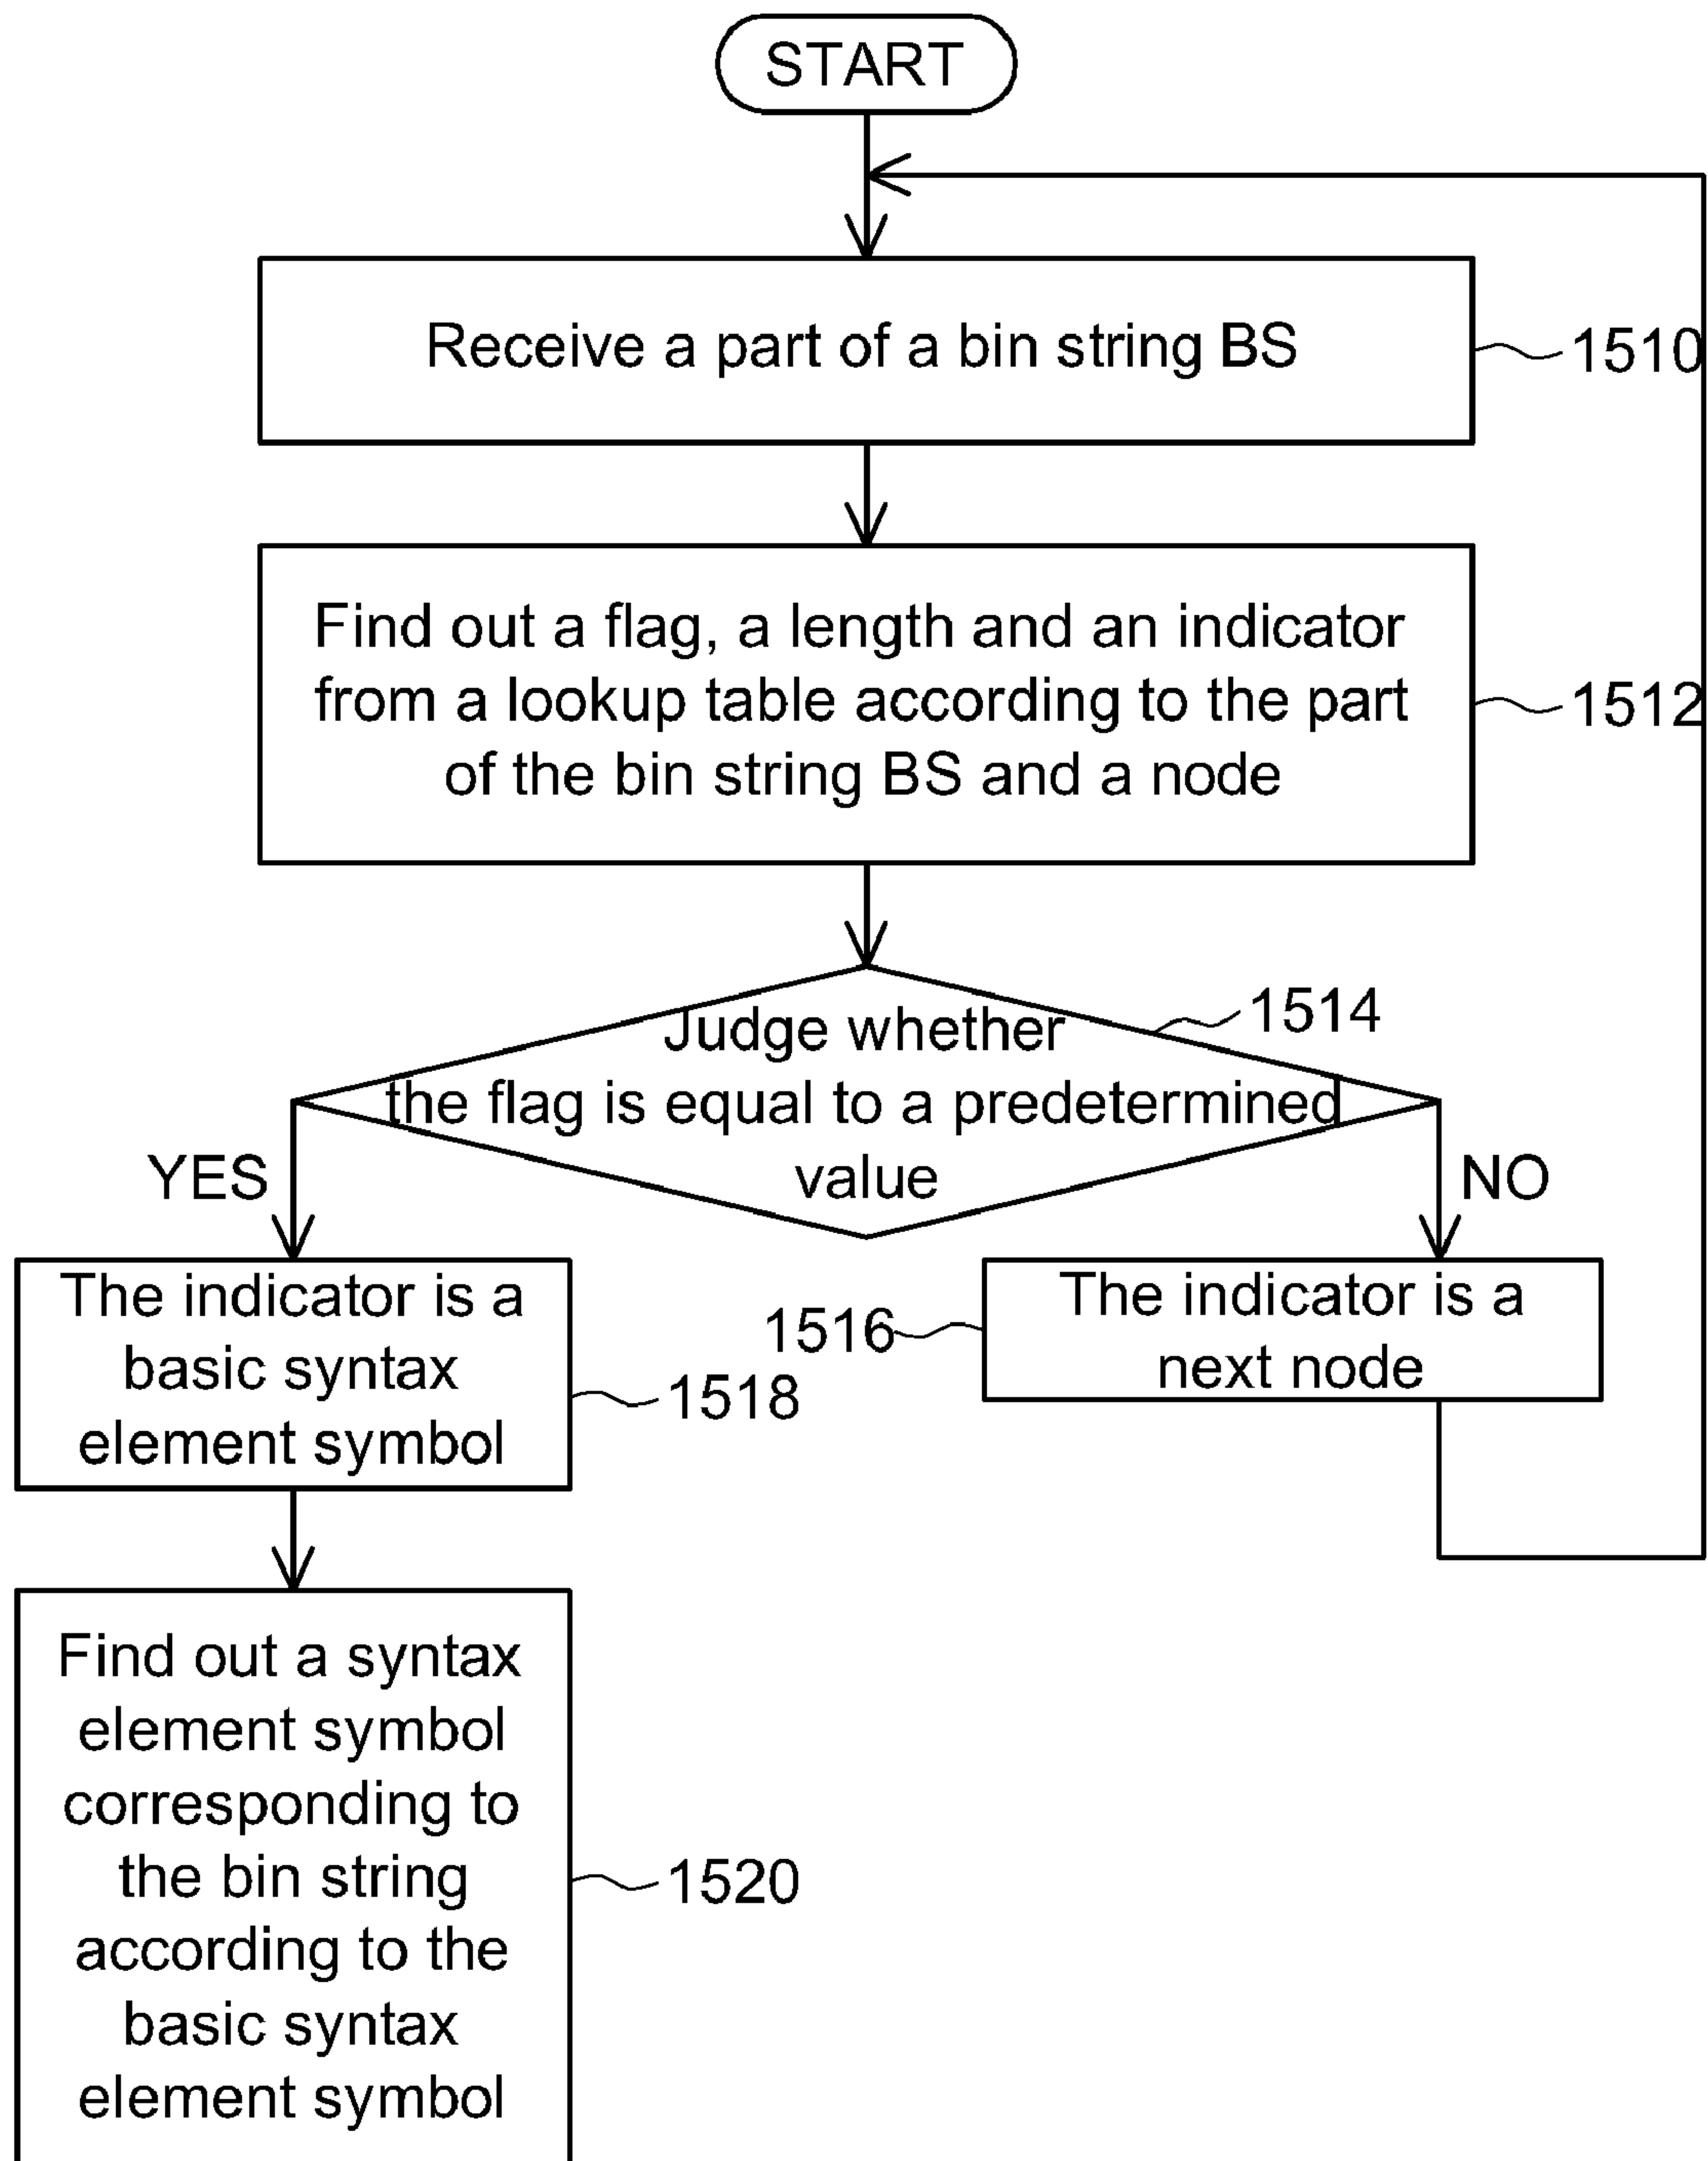 START
Receive a part of a bin string BS
1510
Find out a flag, a length and an indicator
from a lookup table according to the part
of the bin string BS and a node
1512
Judge whether
the flag is equal to a predetermined
value
1514
YES
NO
The indicator is a
basic syntax
element symbol
1518
1516
The indicator is a
next node
Find out a syntax
element symbol
corresponding to
the bin string
according to the
basic syntax
element symbol
1520